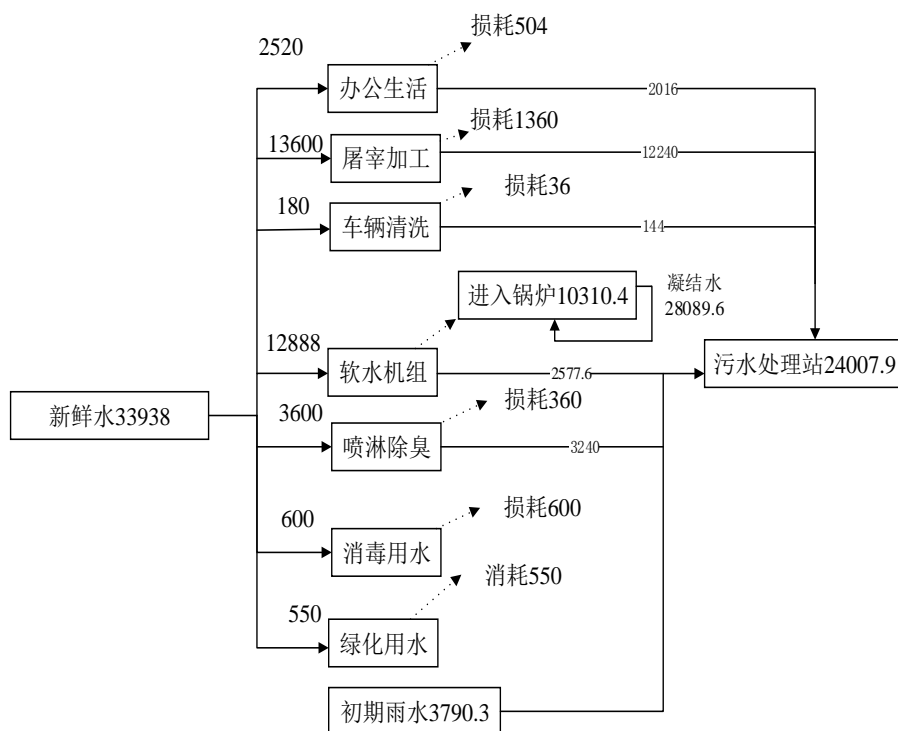 损耗504
2520
办公生活
2016
损耗1360
13600
屠宰加工
12240
损耗36
180
车辆清洗
144
进入锅炉10310.4
凝结水
28089.6
12888
软水机组
2577.6
污水处理站24007.9
新鲜水33938
3600
损耗360
喷淋除臭
3240
损耗600
600
消毒用水
消耗550
550
绿化用水
初期雨水3790.3